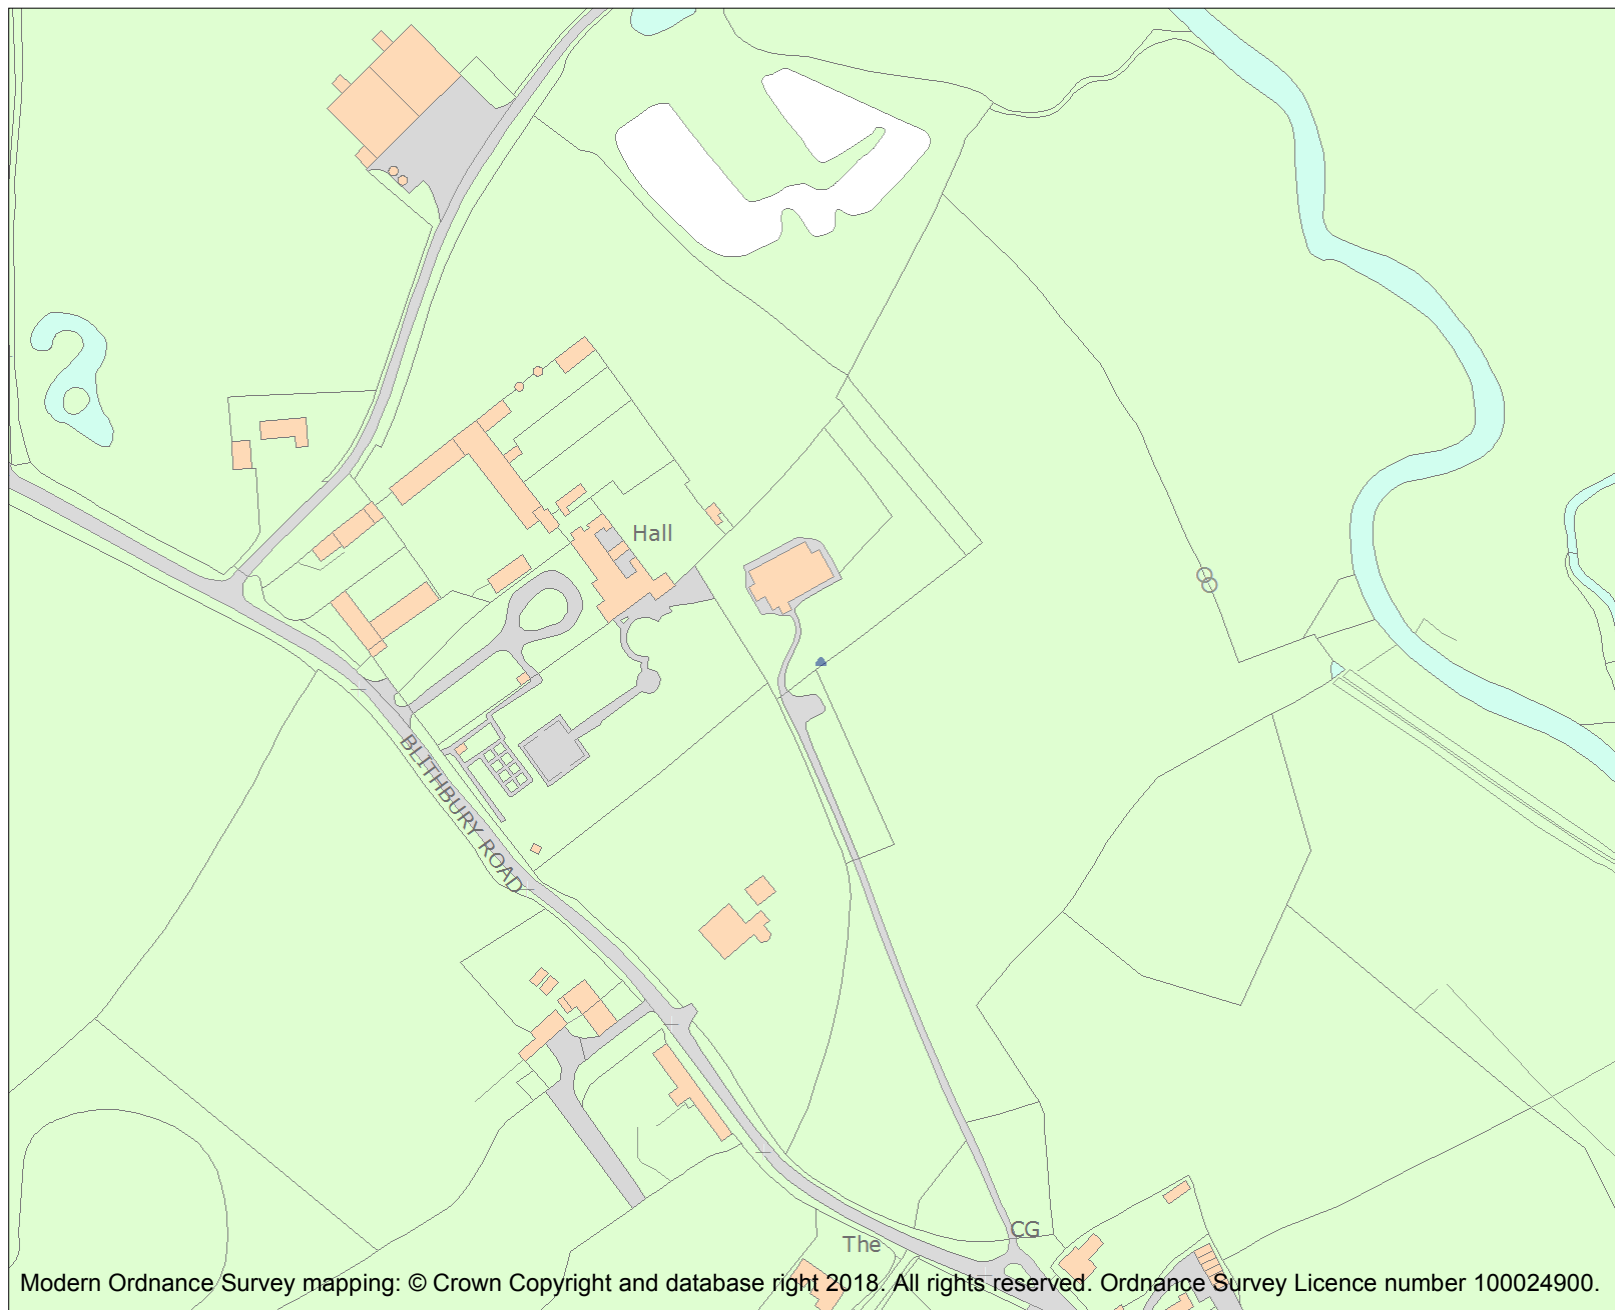 Hall
BLITHBURY ROAD
CG
The
Modern Ordnance Survey mapping: © Crown Copyright and database right 2018. All rights reserved. Ordnance Survey Licence number 100024900.